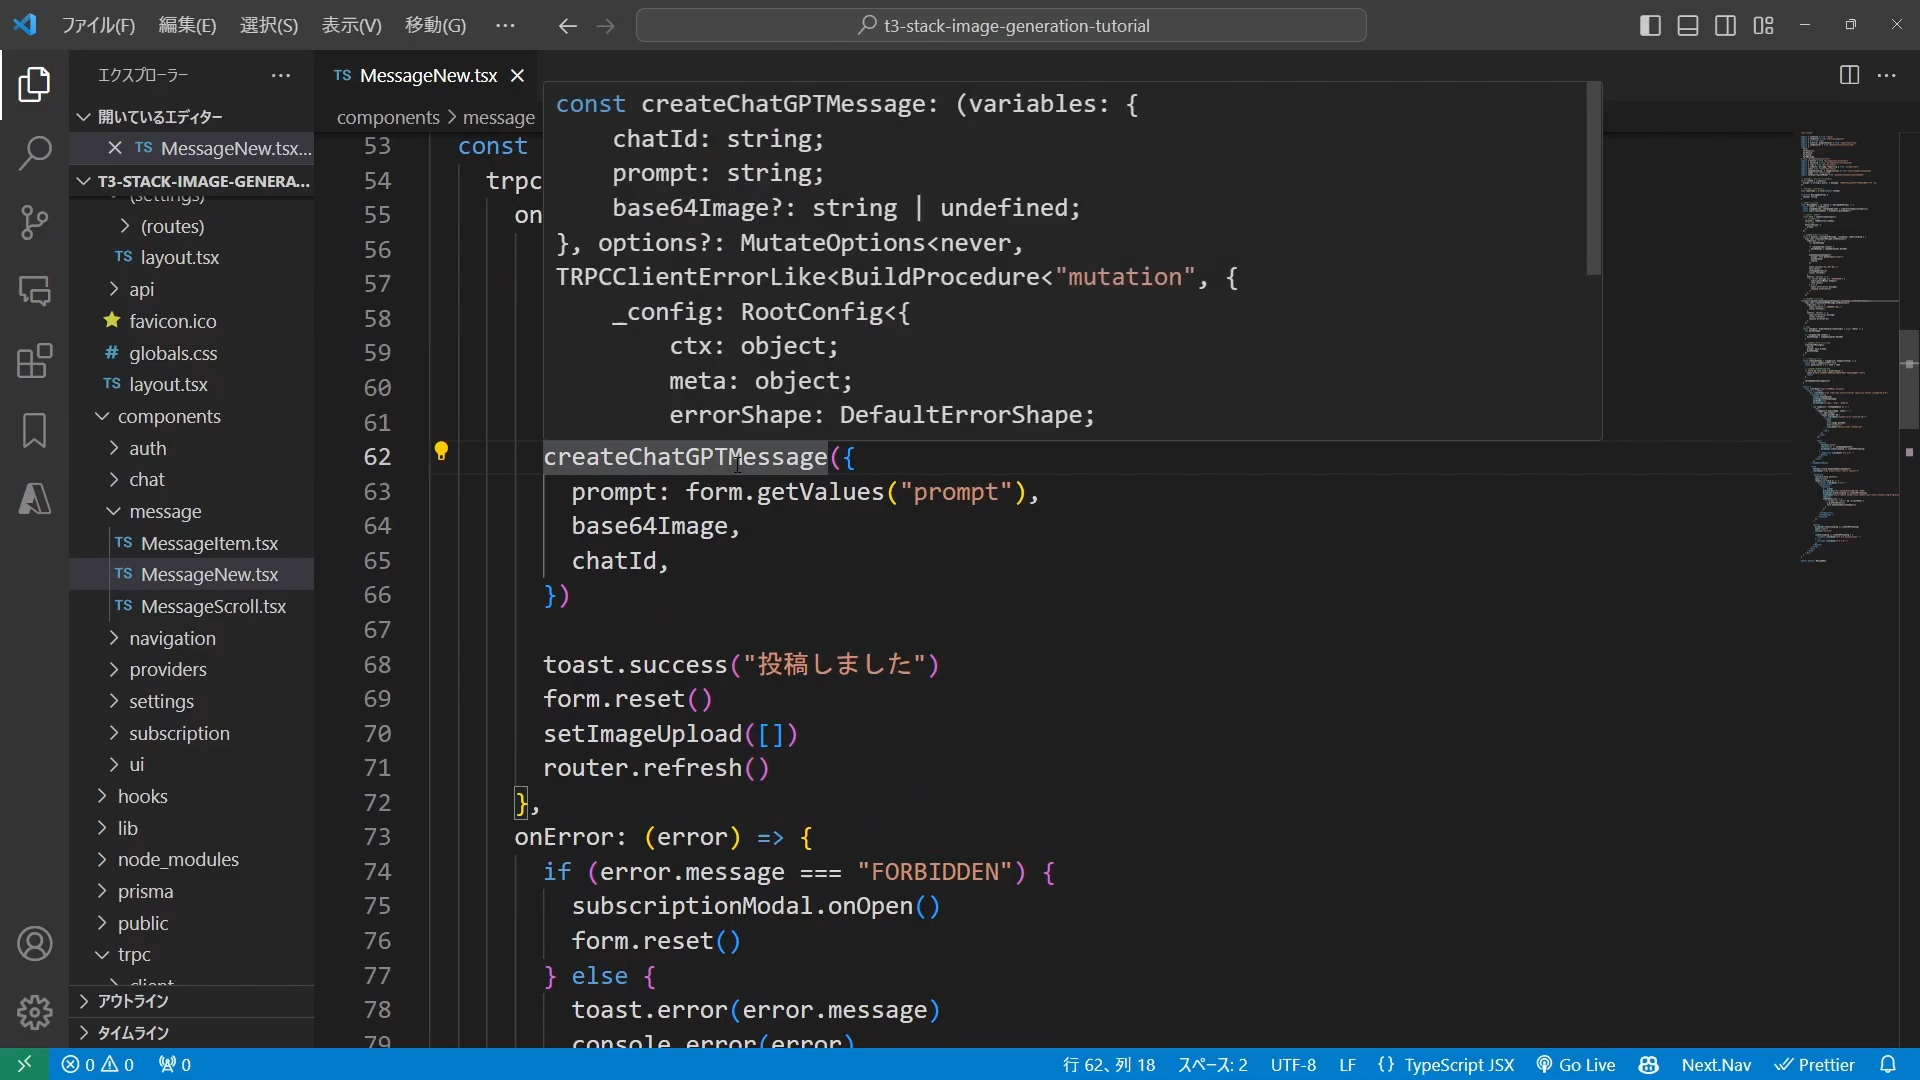 ファイル(F) 編集(E) 選択(S) 表示(V) 移動(G) ··· t3-stack-image-generation-tutorial
エクスプローラー ···
開いているエディター
TS MessageNew.tsx...
T3-STACK-IMAGE-GENERA...
(settings)
(routes)
TS layout.tsx
api
favicon.ico
# globals.css
TS layout.tsx
components
auth
chat
message
TS MessageItem.tsx
TS MessageNew.tsx
TS MessageScroll.tsx
navigation
providers
settings
subscription
ui
hooks
lib
node_modules
prisma
public
trpc
client
アウトライン
タイムライン
TS MessageNew.tsx
components > message
const createChatGPTMessage: (variables: {
chatId: string;
prompt: string;
base64Image?: string | undefined;
}, options?: MutateOptions<never,
TRPCClientErrorLike<BuildProcedure<"mutation", {
_config: RootConfig<{
ctx: object;
meta: object;
errorShape: DefaultErrorShape;
53 const
54 trpc
55 on
56
57
58
59
60
61
62 createChatGPTMessage({
63 prompt: form.getValues("prompt"),
64 base64Image,
65 chatId,
66 })
67
68 toast.success("投稿しました")
69 form.reset()
70 setImageUpload([])
71 router.refresh()
72 },
73 onError: (error) => {
74 if (error.message === "FORBIDDEN") {
75 subscriptionModal.onOpen()
76 form.reset()
77 } else {
78 toast.error(error.message)
79 console.error(error)
0 0 0 行 62、列 18 スペース: 2 UTF-8 LF {} TypeScript JSX Go Live Next.Nav Prettier